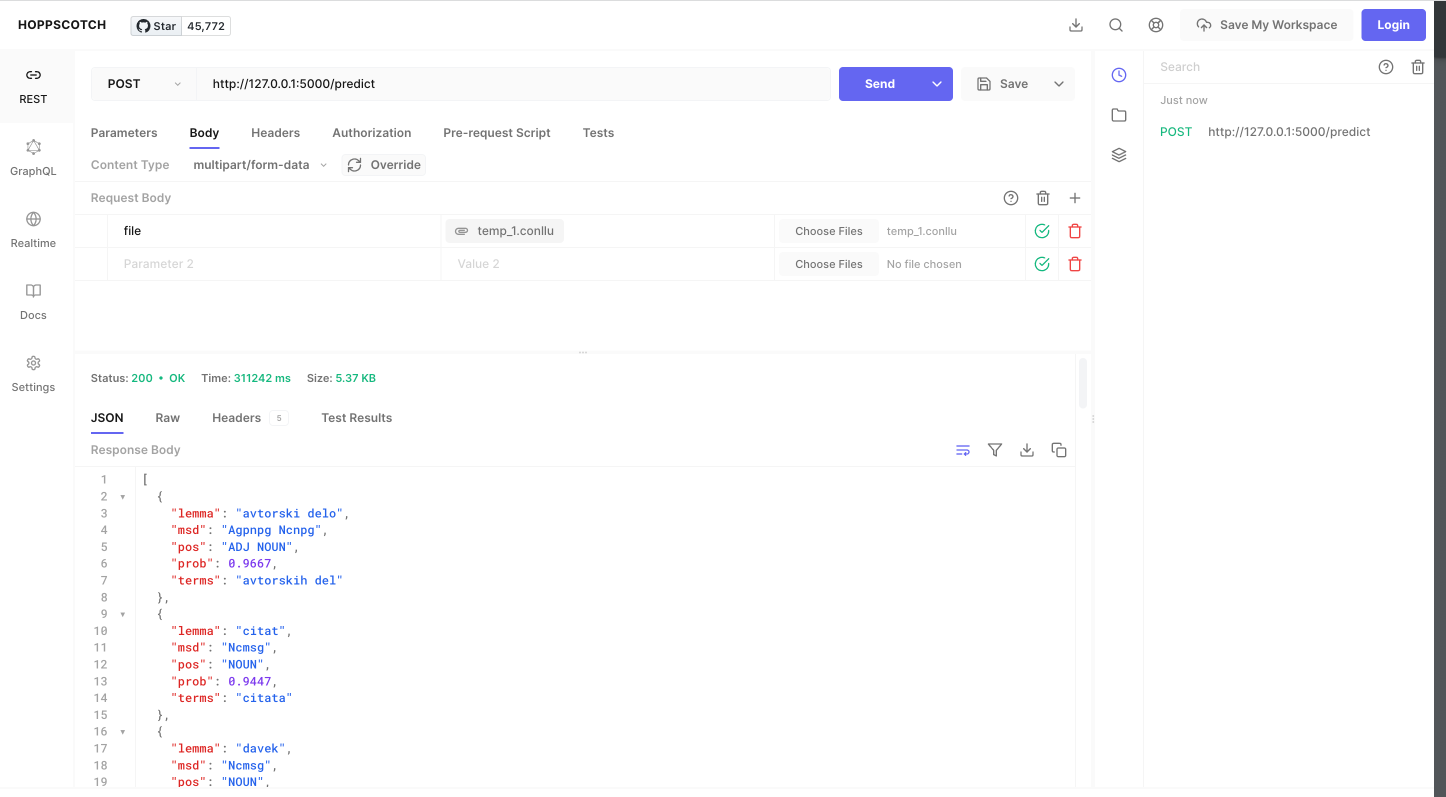 HOPPSCOTCH Star 45,772 Save My Workspace Login
REST
GraphQL
Realtime
Docs
Settings
POST http://127.0.0.1:5000/predict Send Save
Parameters Body Headers Authorization Pre-request Script Tests
Content Type multipart/form-data Override
Request Body
file temp_1.conllu Choose Files temp_1.conllu
Parameter 2 Value 2 Choose Files No file chosen
Status: 200 • OK Time: 311242 ms Size: 5.37 KB
JSON Raw Headers 5 Test Results
Response Body
1 [
2 {
3 "lemma": "avtorski delo",
4 "msd": "Agpnpg Ncnpg",
5 "pos": "ADJ NOUN",
6 "prob": 0.9667,
7 "terms": "avtorskih del"
8 },
9 {
10 "lemma": "citat",
11 "msd": "Ncmsg",
12 "pos": "NOUN",
13 "prob": 0.9447,
14 "terms": "citata"
15 },
16 {
17 "lemma": "davek",
18 "msd": "Ncmsg",
19 "pos": "NOUN",
Search
Just now
POST http://127.0.0.1:5000/predict